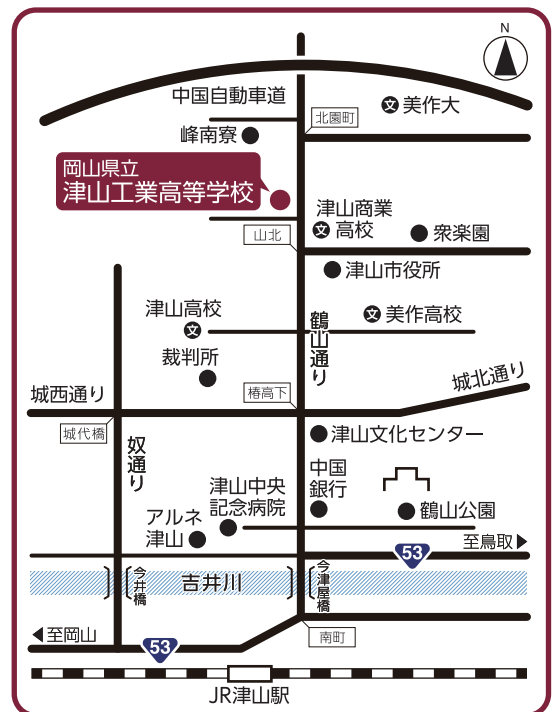 N
中国自動車道
北園町
文 美作大
峰南寮
岡山県立
津山工業高等学校
津山商業
文 高校
衆楽園
山北
津山市役所
津山高校
文
鶴山通り
文 美作高校
裁判所
城西通り
椿高下
城北通り
城代橋
奴通り
津山文化センター
中国
銀行
津山中央
記念病院
アルネ
津山
鶴山公園
至鳥取
53
今井橋
吉井川
今津屋橋
至岡山
53
南町
JR津山駅